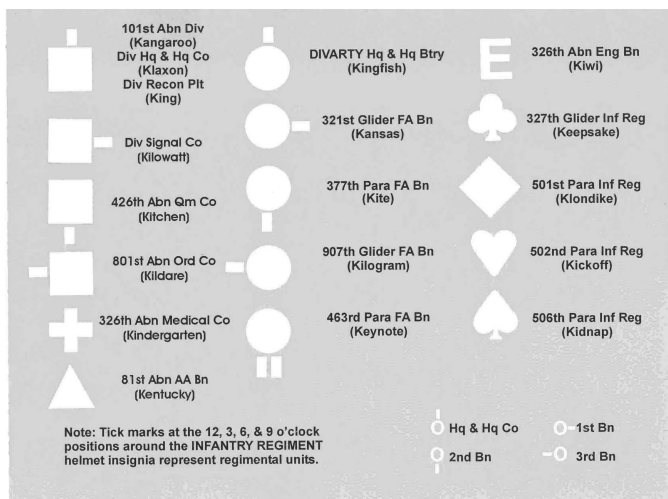 101st Abn Div
(Kangaroo)
Div Hq & Hq Co
(Klaxon)
Div Recon Plt
(King)
Div Signal Co
(Kilowatt)
426th Abn Qm Co
(Kitchen)
801st Abn Ord Co
(Kildare)
326th Abn Medical Co
(Kindergarten)
81st Abn AA Bn
(Kentucky)
DIVARTY Hq & Hq Btry
(Kingfish)
321st Glider FA Bn
(Kansas)
377th Para FA Bn
(Kite)
907th Glider FA Bn
(Kilogram)
463rd Para FA Bn
(Keynote)
E
326th Abn Eng Bn
(Kiwi)
327th Glider Inf Reg
(Keepsake)
501st Para Inf Reg
(Klondike)
502nd Para Inf Reg
(Kickoff)
506th Para Inf Reg
(Kidnap)
Note: Tick marks at the 12, 3, 6, & 9 o'clock
positions around the INFANTRY REGIMENT
helmet insignia represent regimental units.
Hq & Hq Co
1st Bn
2nd Bn
3rd Bn